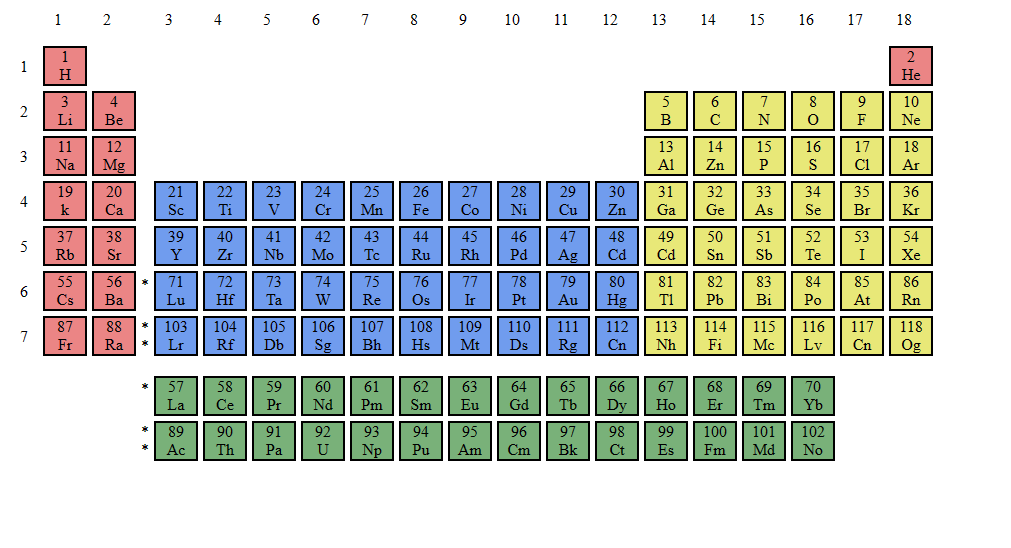 1 2 3 4 5 6 7 8 9 10 11 12 13 14 15 16 17 18
1 2
1 H He
3 4 5 6 7 8 9 10
2 Li Be B C N O F Ne
11 12 13 14 15 16 17 18
3 Na Mg Al Zn P S Cl Ar
19 20 21 22 23 24 25 26 27 28 29 30 31 32 33 34 35 36
4 k Ca Sc Ti V Cr Mn Fe Co Ni Cu Zn Ga Ge As Se Br Kr
37 38 39 40 41 42 43 44 45 46 47 48 49 50 51 52 53 54
5 Rb Sr Y Zr Nb Mo Tc Ru Rh Pd Ag Cd Cd Sn Sb Te I Xe
55 56 * 71 72 73 74 75 76 77 78 79 80 81 82 83 84 85 86
6 Cs Ba Lu Hf Ta W Re Os Ir Pt Au Hg Tl Pb Bi Po At Rn
87 88 * 103 104 105 106 107 108 109 110 111 112 113 114 115 116 117 118
7 Fr Ra * Lr Rf Db Sg Bh Hs Mt Ds Rg Cn Nh Fi Mc Lv Cn Og
* 57 58 59 60 61 62 63 64 65 66 67 68 69 70
La Ce Pr Nd Pm Sm Eu Gd Tb Dy Ho Er Tm Yb
* 89 90 91 92 93 94 95 96 97 98 99 100 101 102
* Ac Th Pa U Np Pu Am Cm Bk Ct Es Fm Md No